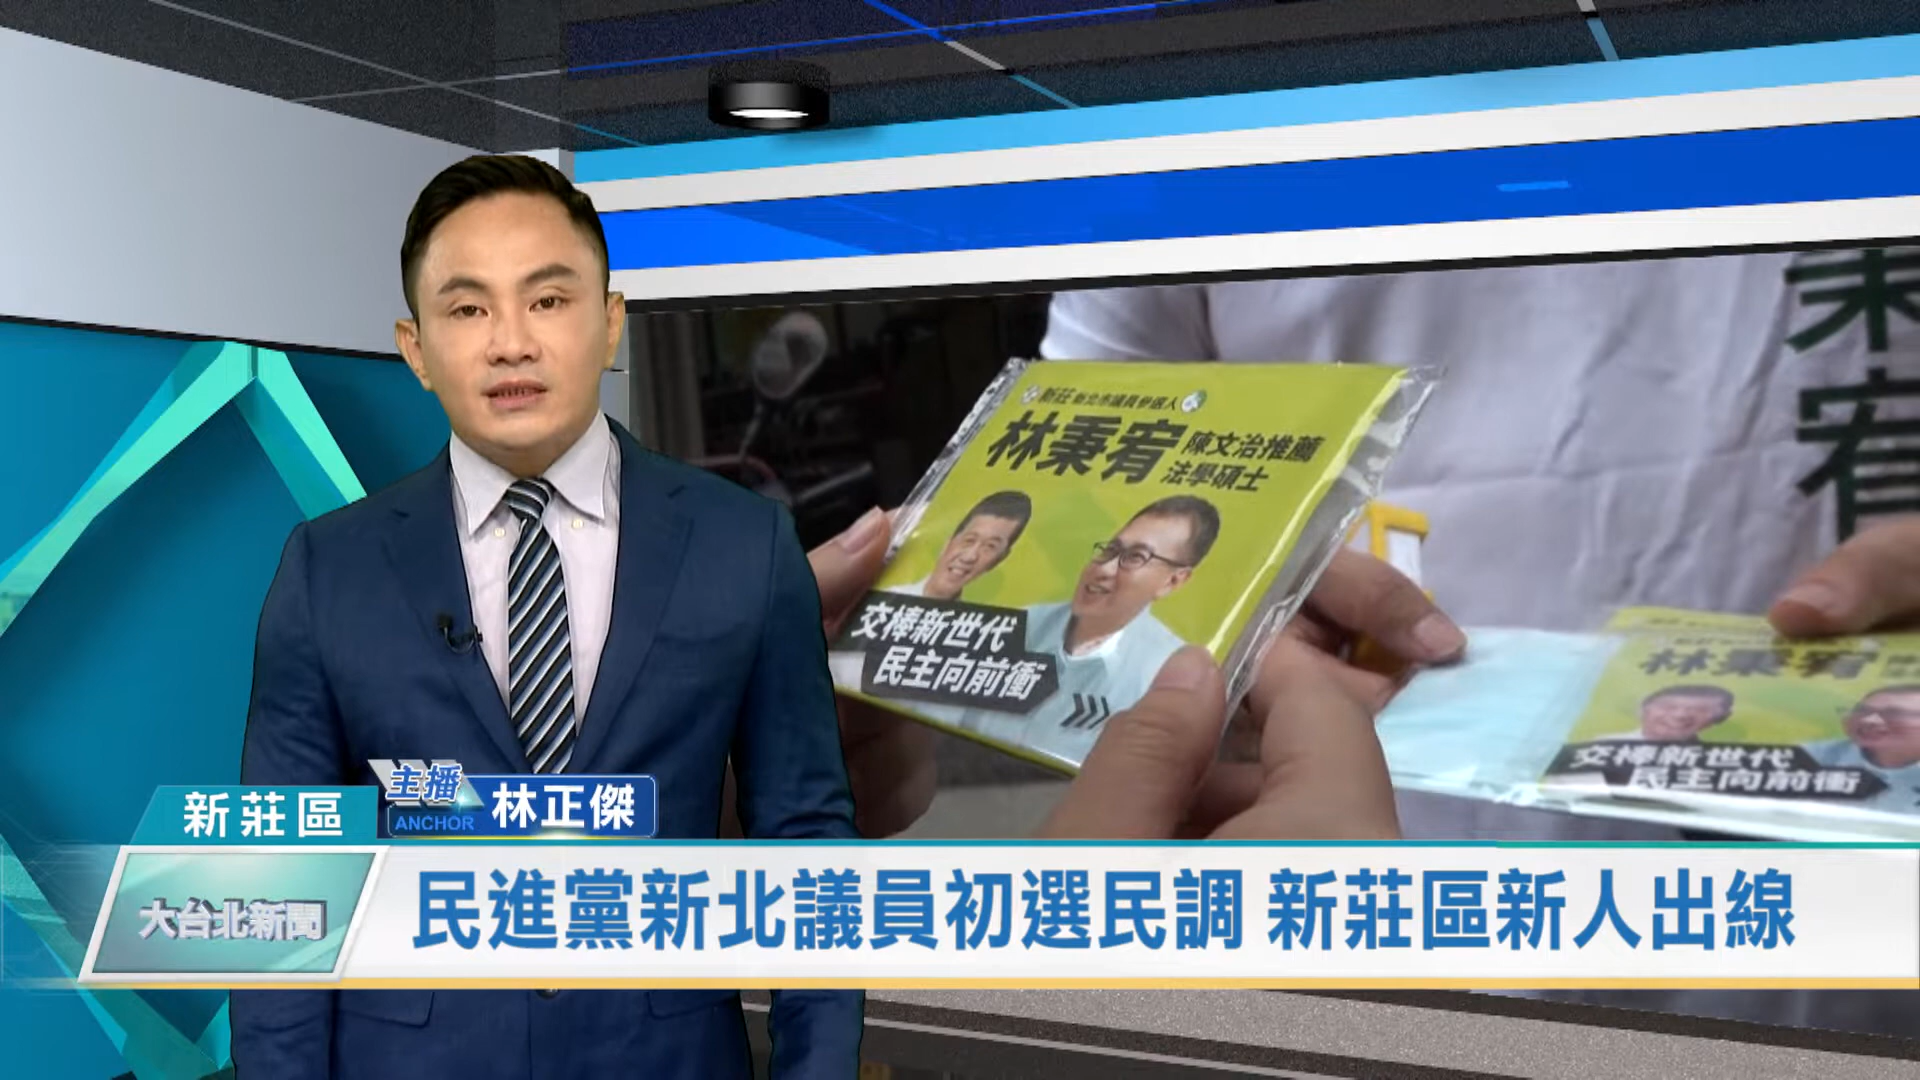 秉宥
新莊 新北市議員參選人
林秉宥 陳文治推薦
法學碩士
交棒新世代
民主向前衝
林秉宥
交棒新世代
民主向前衝
新莊區
主播
ANCHOR
林正傑
大台北新聞
民進黨新北議員初選民調 新莊區新人出線